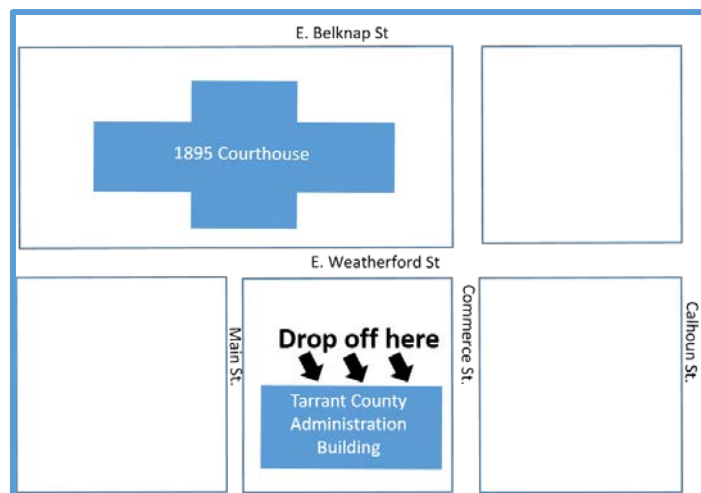 E. Belknap St
1895 Courthouse
E. Weatherford St
Main St.
Commerce St.
Calhoun St.
Drop off here
Tarrant County
Administration
Building